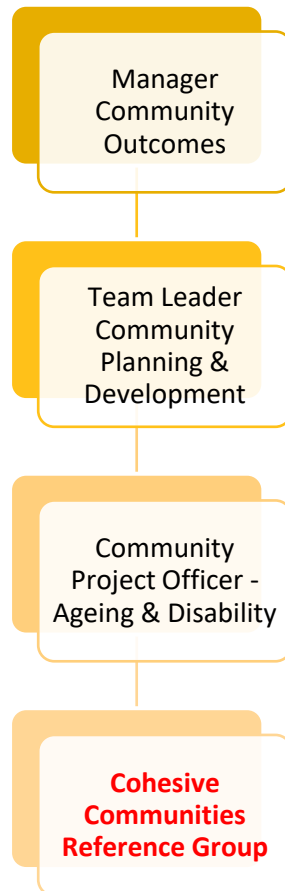 Manager
Community
Outcomes
Team Leader
Community
Planning &
Development
Community
Project Officer -
Ageing & Disability
Cohesive
Communities
Reference Group